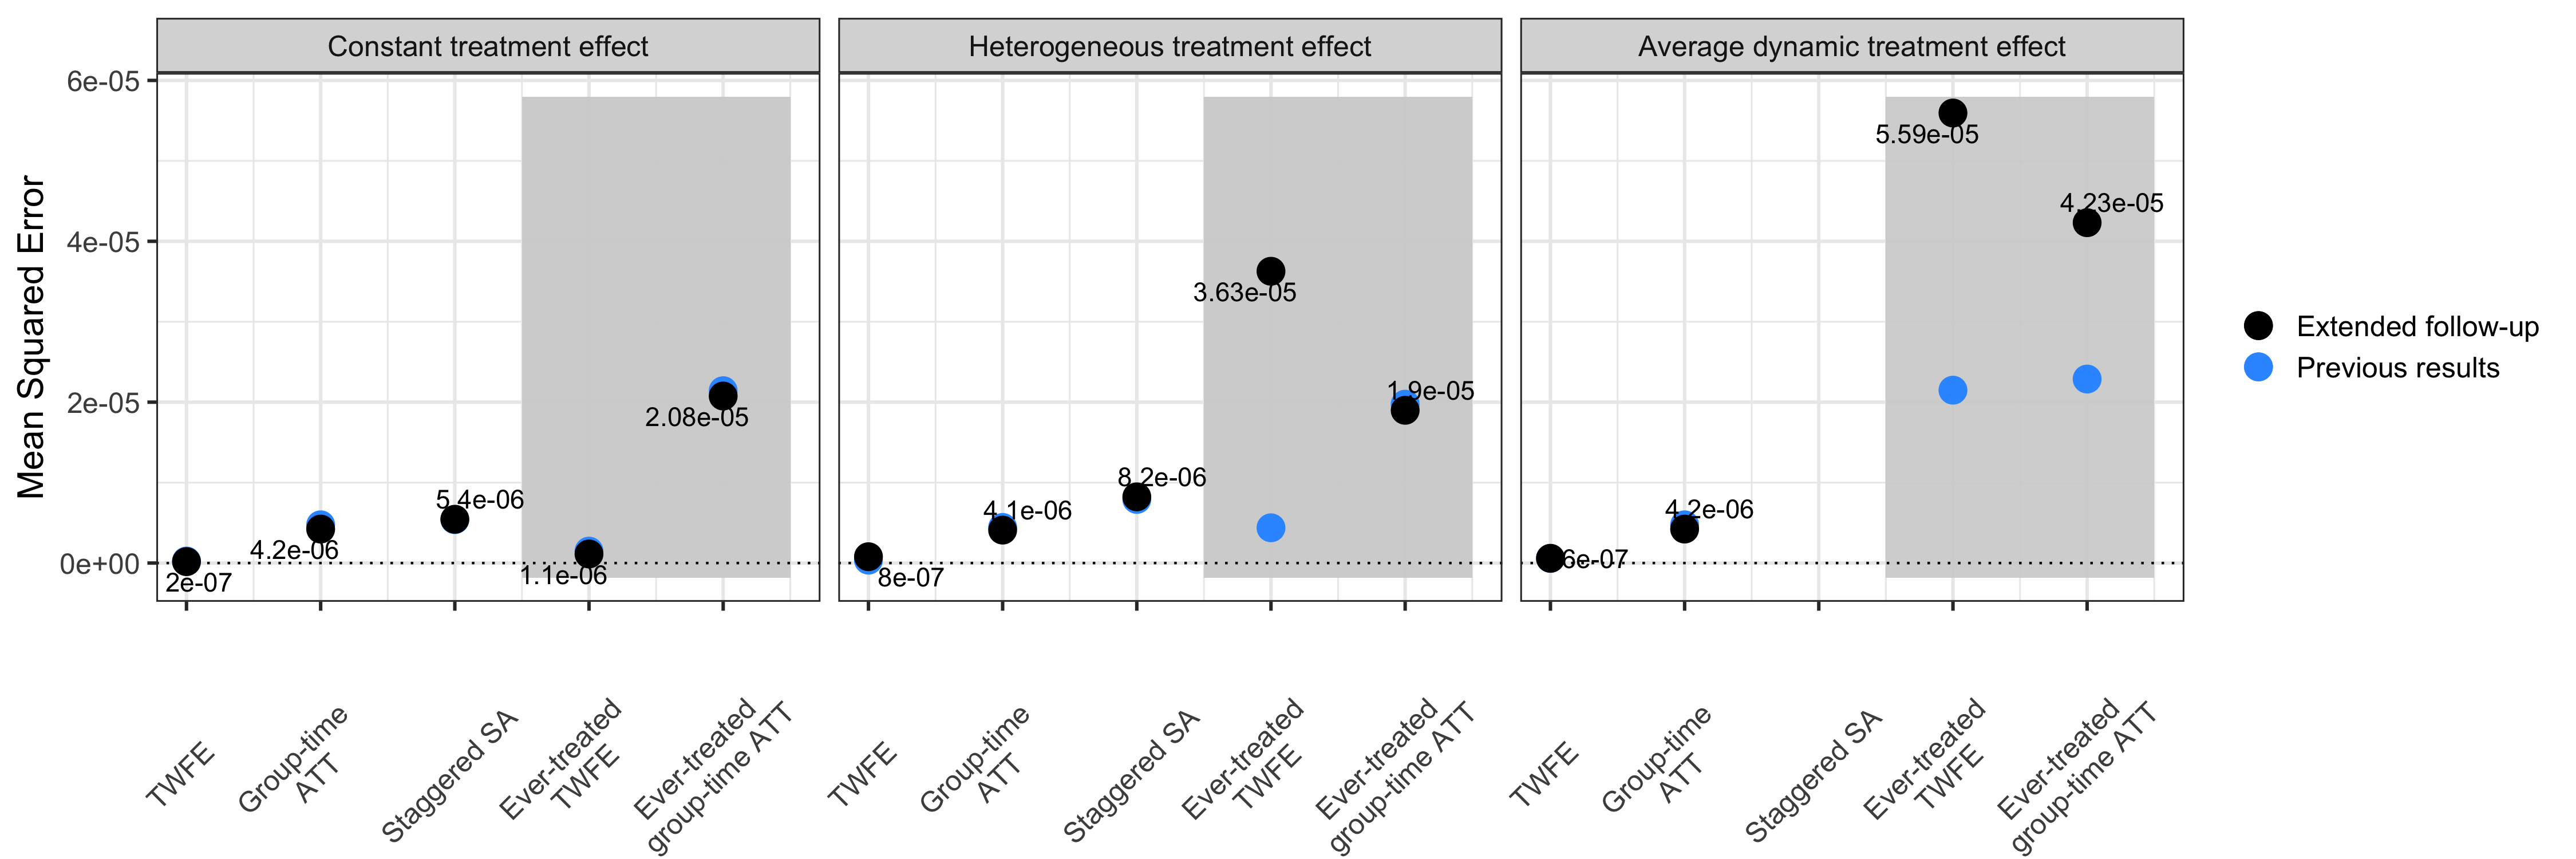 Constant treatment effect
Heterogeneous treatment effect
Average dynamic treatment effect
Mean Squared Error
6e-05
4e-05
2e-05
0e+00
2e-07
4.2e-06
5.4e-06
1.1e-06
2.08e-05
8e-07
4.1e-06
8.2e-06
3.63e-05
1.9e-05
6e-07
4.2e-06
5.59e-05
4.23e-05
TWFE
Group-time
ATT
Staggered SA
Ever-treated
TWFE
Ever-treated
group-time ATT
TWFE
Group-time
ATT
Staggered SA
Ever-treated
TWFE
Ever-treated
group-time ATT
TWFE
Group-time
ATT
Staggered SA
Ever-treated
TWFE
Ever-treated
group-time ATT
Extended follow-up
Previous results